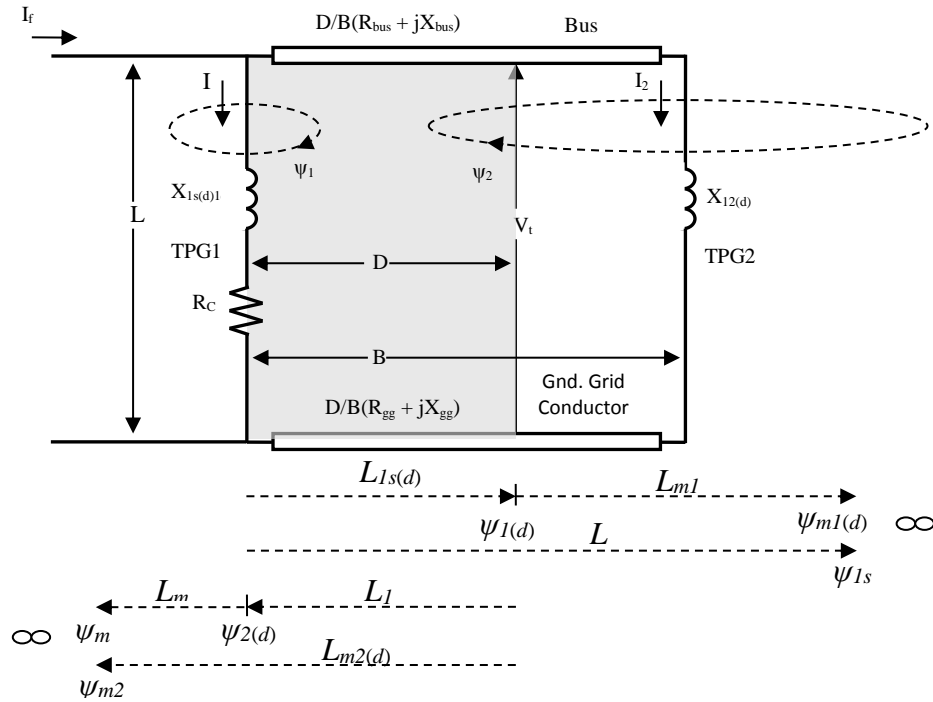 I_f
D/B(R_bus + jX_bus)
Bus
I
I_2
ψ_1
ψ_2
X_1s(d)1
X_12(d)
L
V_t
TPG1
TPG2
D
R_C
B
D/B(R_gg + jX_gg)
Gnd. Grid
Conductor
L_1s(d)
L_m1
ψ_1(d)
ψ_m1(d)
∞
L
ψ_1s
L_m
L_1
∞
ψ_m
ψ_2(d)
L_m2(d)
ψ_m2